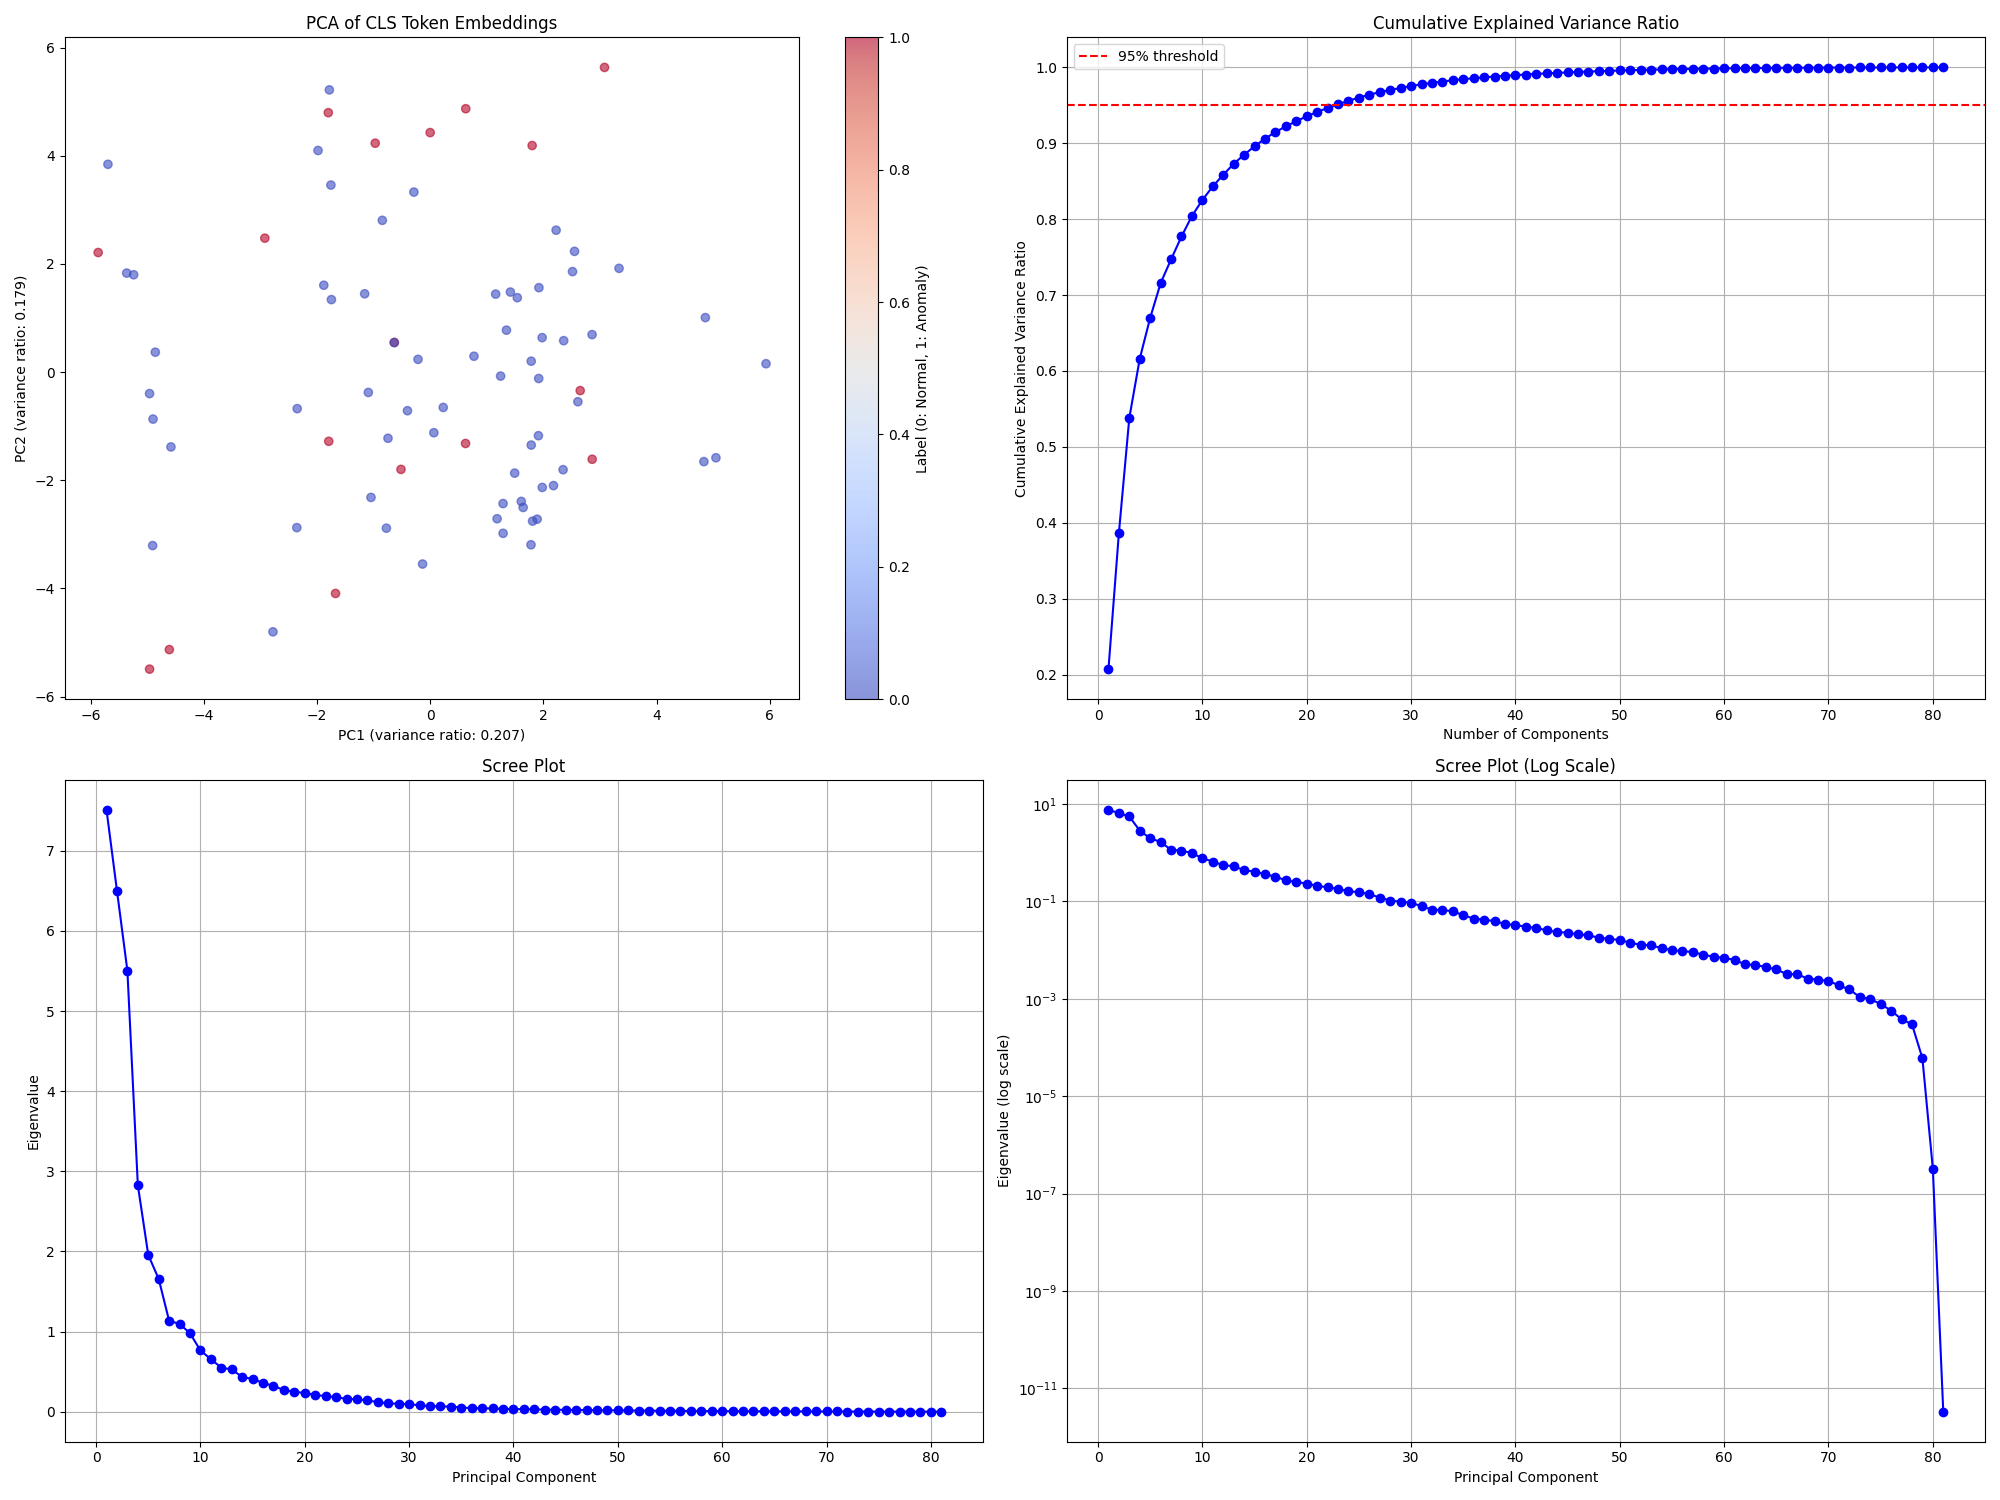 PCA of CLS Token Embeddings
6
4
2
0
−2
−4
−6
PC2 (variance ratio: 0.179)
−6 −4 −2 0 2 4 6
PC1 (variance ratio: 0.207)
1.0
0.8
0.6
0.4
0.2
0.0
Label (0: Normal, 1: Anomaly)
Cumulative Explained Variance Ratio
95% threshold
1.0
0.9
0.8
0.7
0.6
0.5
0.4
0.3
0.2
Cumulative Explained Variance Ratio
0 10 20 30 40 50 60 70 80
Number of Components
Scree Plot
7
6
5
4
3
2
1
0
Eigenvalue
0 10 20 30 40 50 60 70 80
Principal Component
Scree Plot (Log Scale)
10¹
10⁻¹
10⁻³
10⁻⁵
10⁻⁷
10⁻⁹
10⁻¹¹
Eigenvalue (log scale)
0 10 20 30 40 50 60 70 80
Principal Component